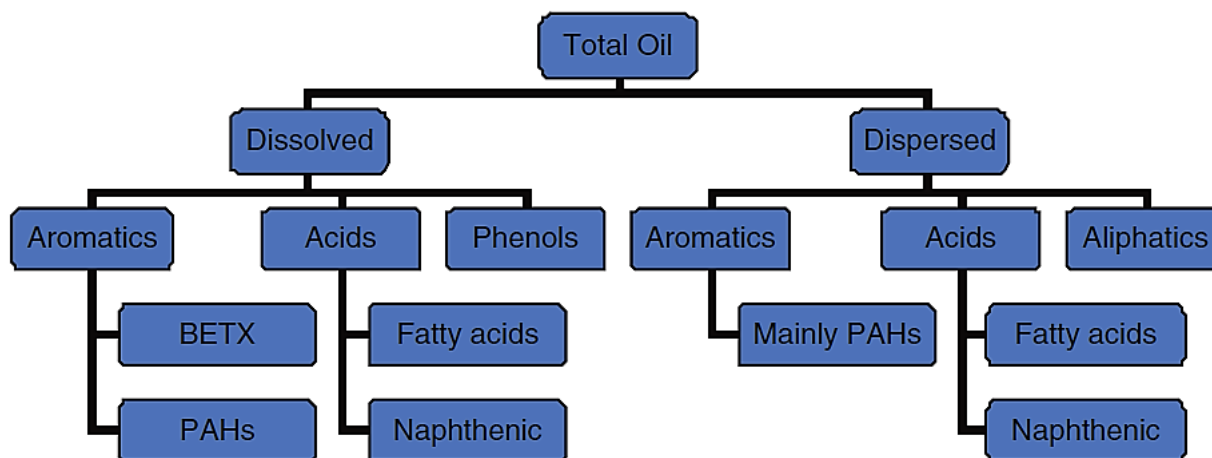 Total Oil
Dissolved
Dispersed
Aromatics
Acids
Phenols
Aromatics
Acids
Aliphatics
BETX
Fatty acids
Mainly PAHs
Fatty acids
PAHs
Naphthenic
Naphthenic